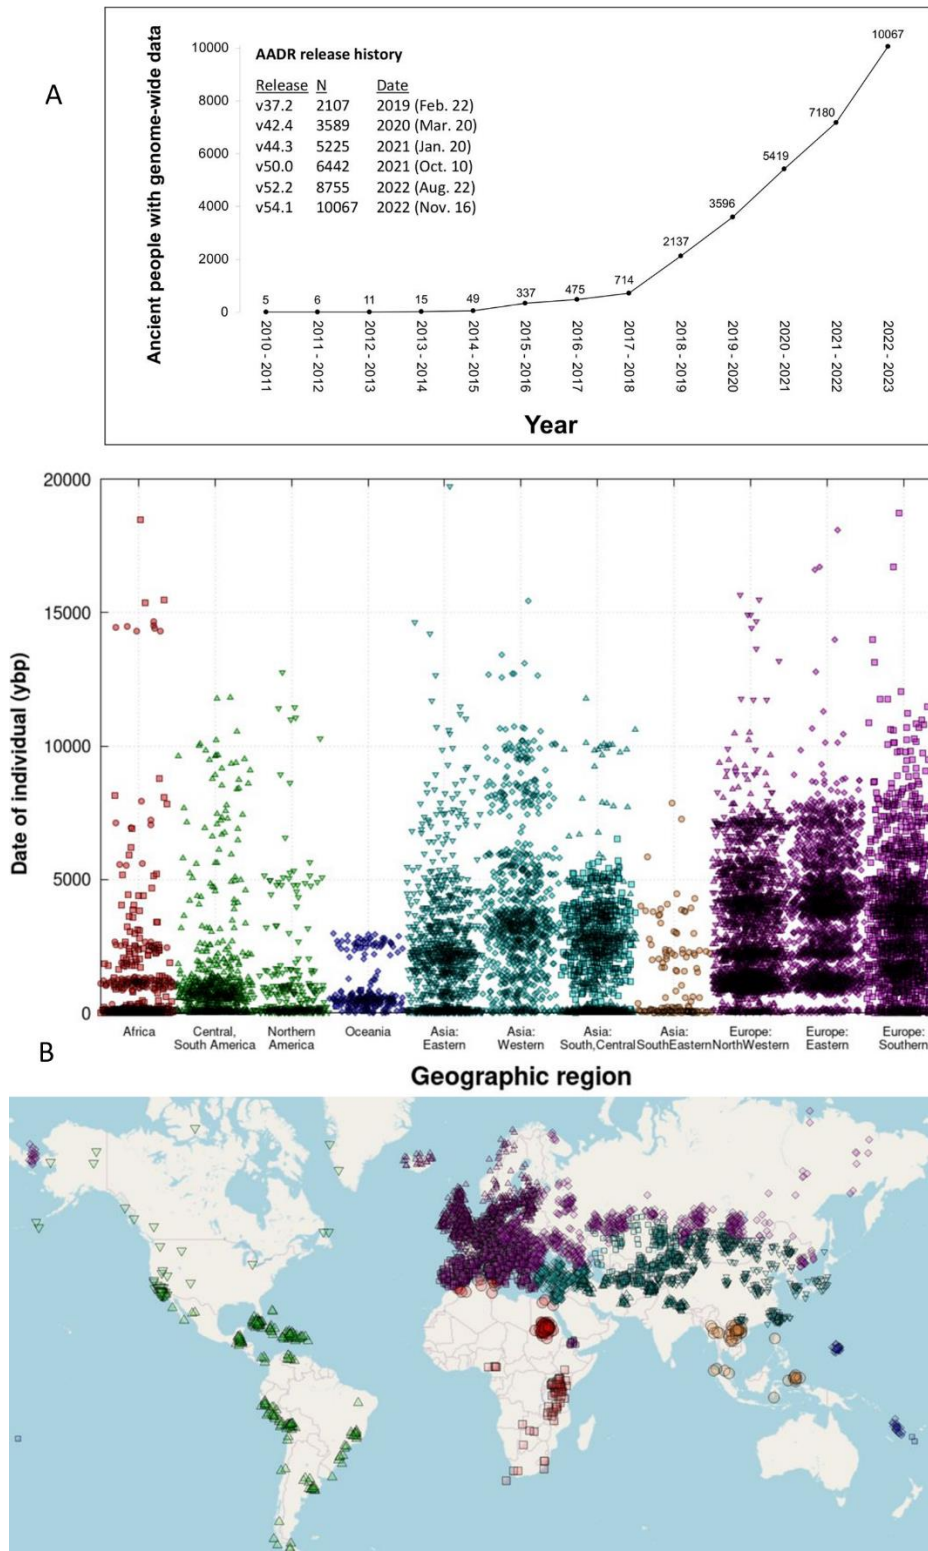 A
Ancient people with genome-wide data
10000
8000
6000
4000
2000
0
AADR release history
Release N Date
v37.2 2107 2019 (Feb. 22)
v42.4 3589 2020 (Mar. 20)
v44.3 5225 2021 (Jan. 20)
v50.0 6442 2021 (Oct. 10)
v52.2 8755 2022 (Aug. 22)
v54.1 10067 2022 (Nov. 16)
5 6 11 15 49 337 475 714 2137 3596 5419 7180 10067
2010 - 2011
2011 - 2012
2012 - 2013
2013 - 2014
2014 - 2015
2015 - 2016
2016 - 2017
2017 - 2018
2018 - 2019
2019 - 2020
2020 - 2021
2021 - 2022
2022 - 2023
Year
Date of individual (ybp)
20000
15000
10000
5000
0
Africa
Central,
South America
Northern
America
Oceania
Asia:
Eastern
Asia:
Western
Asia:
South,Central
Asia:
SouthEastern
Europe:
NorthWestern
Europe:
Eastern
Europe:
Southern
B
Geographic region